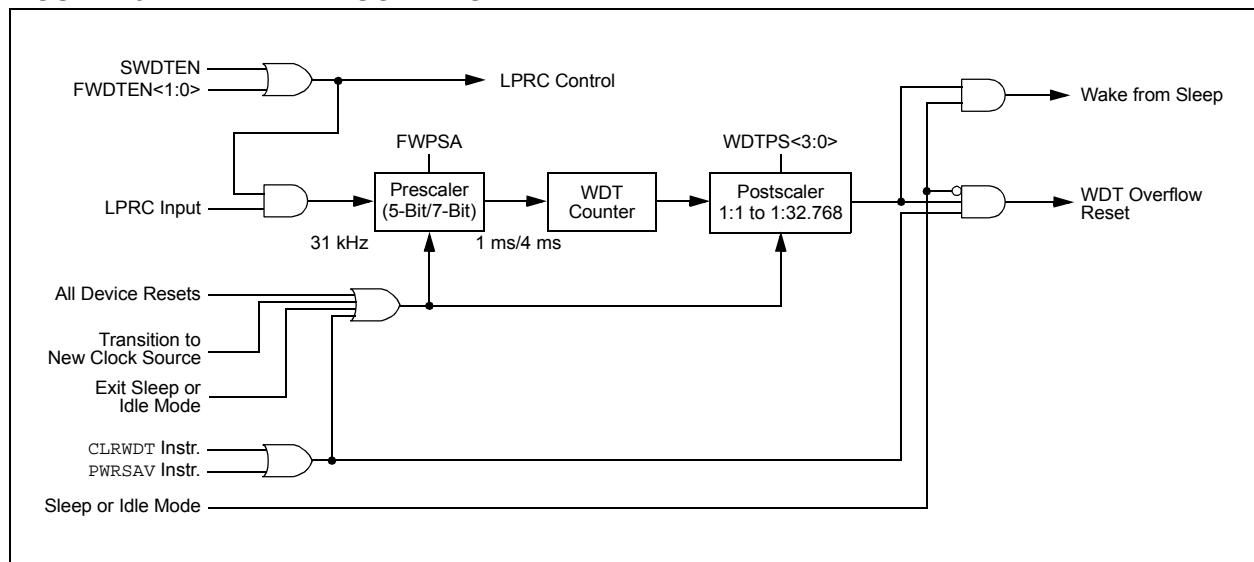 SWDTEN
FWDTEN<1:0>
LPRC Control
Wake from Sleep
FWPSA
WDTPS<3:0>
Prescaler
(5-Bit/7-Bit)
WDT
Counter
Postscaler
1:1 to 1:32.768
LPRC Input
WDT Overflow
Reset
31 kHz
1 ms/4 ms
All Device Resets
Transition to
New Clock Source
Exit Sleep or
Idle Mode
CLRWDT Instr.
PWRSAV Instr.
Sleep or Idle Mode